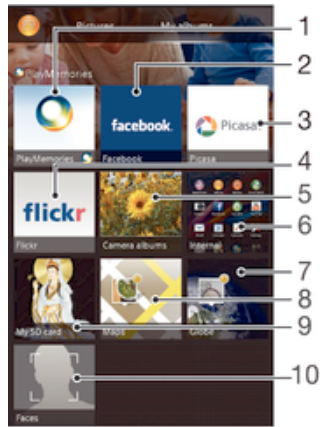 Pictures My albums
1
2
PlayMemories
facebook.
Picasa.
3
PlayMemories Facebook Picasa
4
flickr
5
6
Flickr Camera albums Internal
7
8
My SD card Maps Globe
9
10
Faces